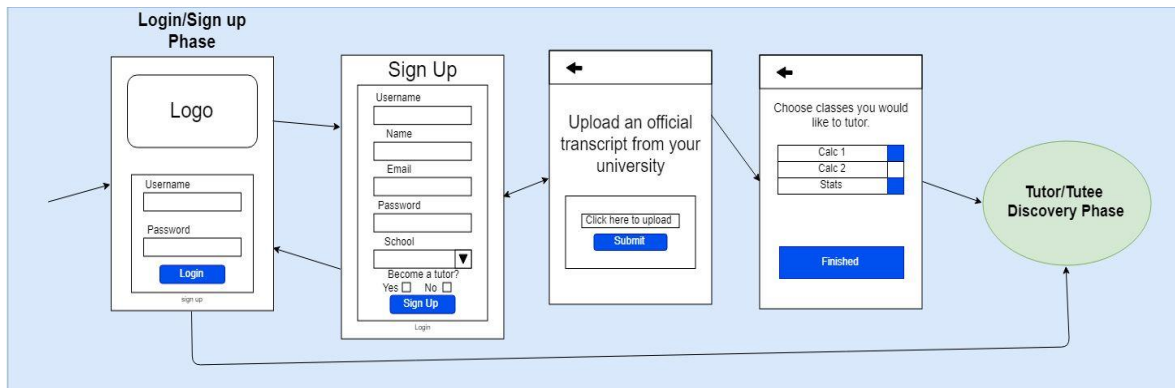 Login/Sign up
Phase
Logo
Username
Password
Login
sign up
Sign Up
Username
Name
Email
Password
School
Become a tutor?
Yes No
Sign Up
Login
Upload an official
transcript from your
university
Click here to upload
Submit
Choose classes you would
like to tutor.
Calc 1
Calc 2
Stats
Finished
Tutor/Tutee
Discovery Phase